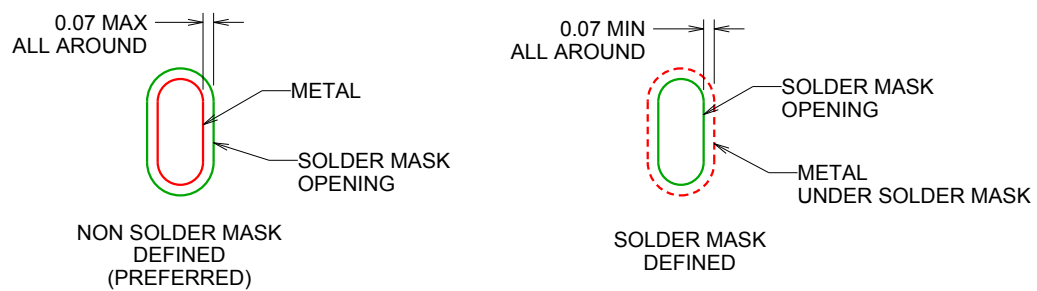 0.07 MAX
ALL AROUND
METAL
SOLDER MASK
OPENING
NON SOLDER MASK
DEFINED
(PREFERRED)
0.07 MIN
ALL AROUND
SOLDER MASK
OPENING
METAL
UNDER SOLDER MASK
SOLDER MASK
DEFINED